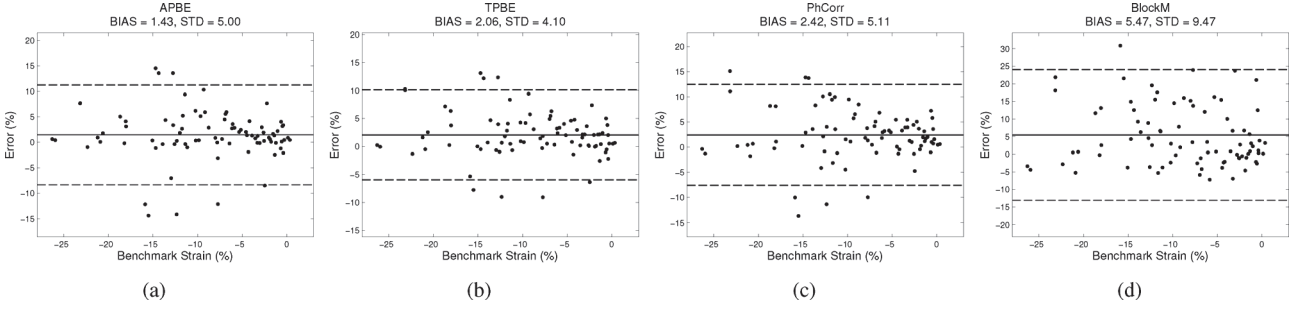 APBE
BIAS = 1.43, STD = 5.00
20
15
10
5
0
−5
−10
−15
Error (%)
−25 −20 −15 −10 −5 0
Benchmark Strain (%)
(a)
TPBE
BIAS = 2.06, STD = 4.10
20
15
10
5
0
−5
−10
−15
Error (%)
−25 −20 −15 −10 −5 0
Benchmark Strain (%)
(b)
PhCorr
BIAS = 2.42, STD = 5.11
20
15
10
5
0
−5
−10
−15
Error (%)
−25 −20 −15 −10 −5 0
Benchmark Strain (%)
(c)
BlockM
BIAS = 5.47, STD = 9.47
30
25
20
15
10
5
0
−5
−10
−15
−20
Error (%)
−25 −20 −15 −10 −5 0
Benchmark Strain (%)
(d)